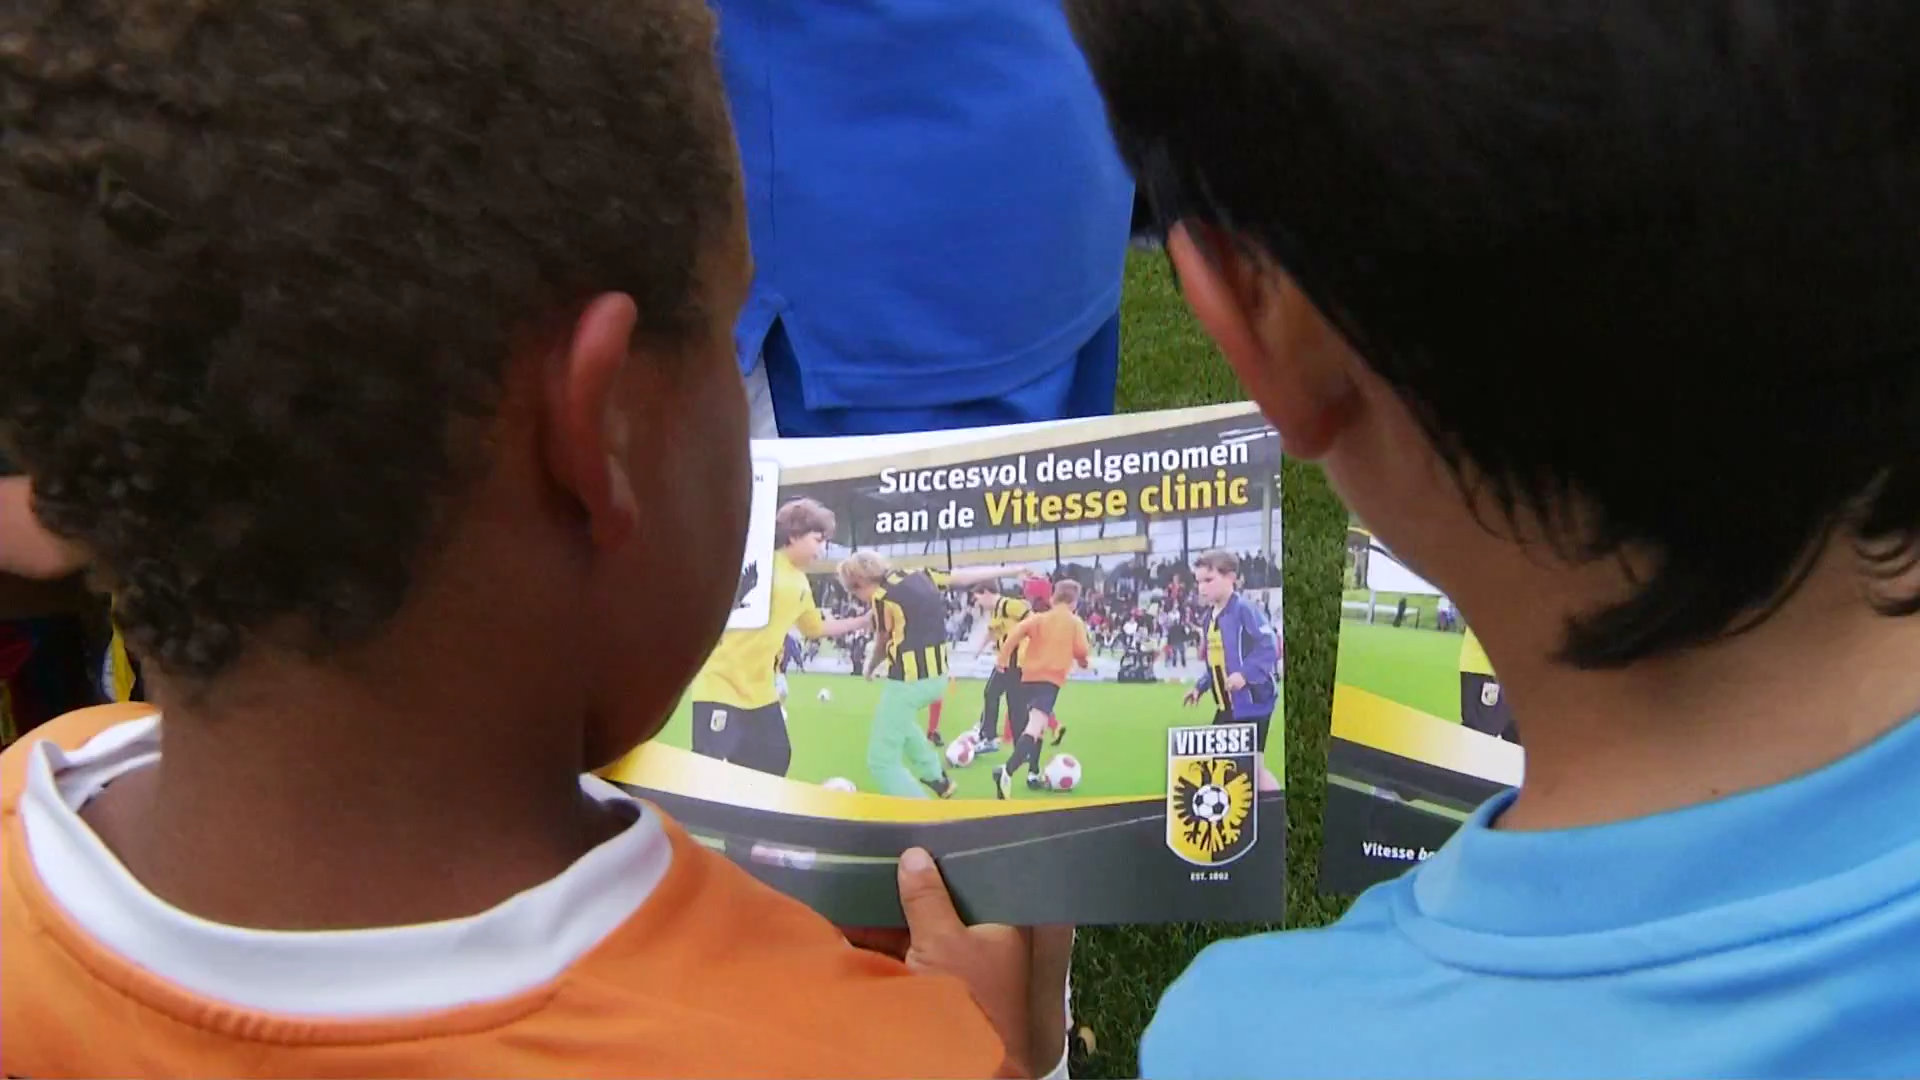 Succesvol deelgenomen
aan de Vitesse clinic
VITESSE
EST. 1892
Vitesse